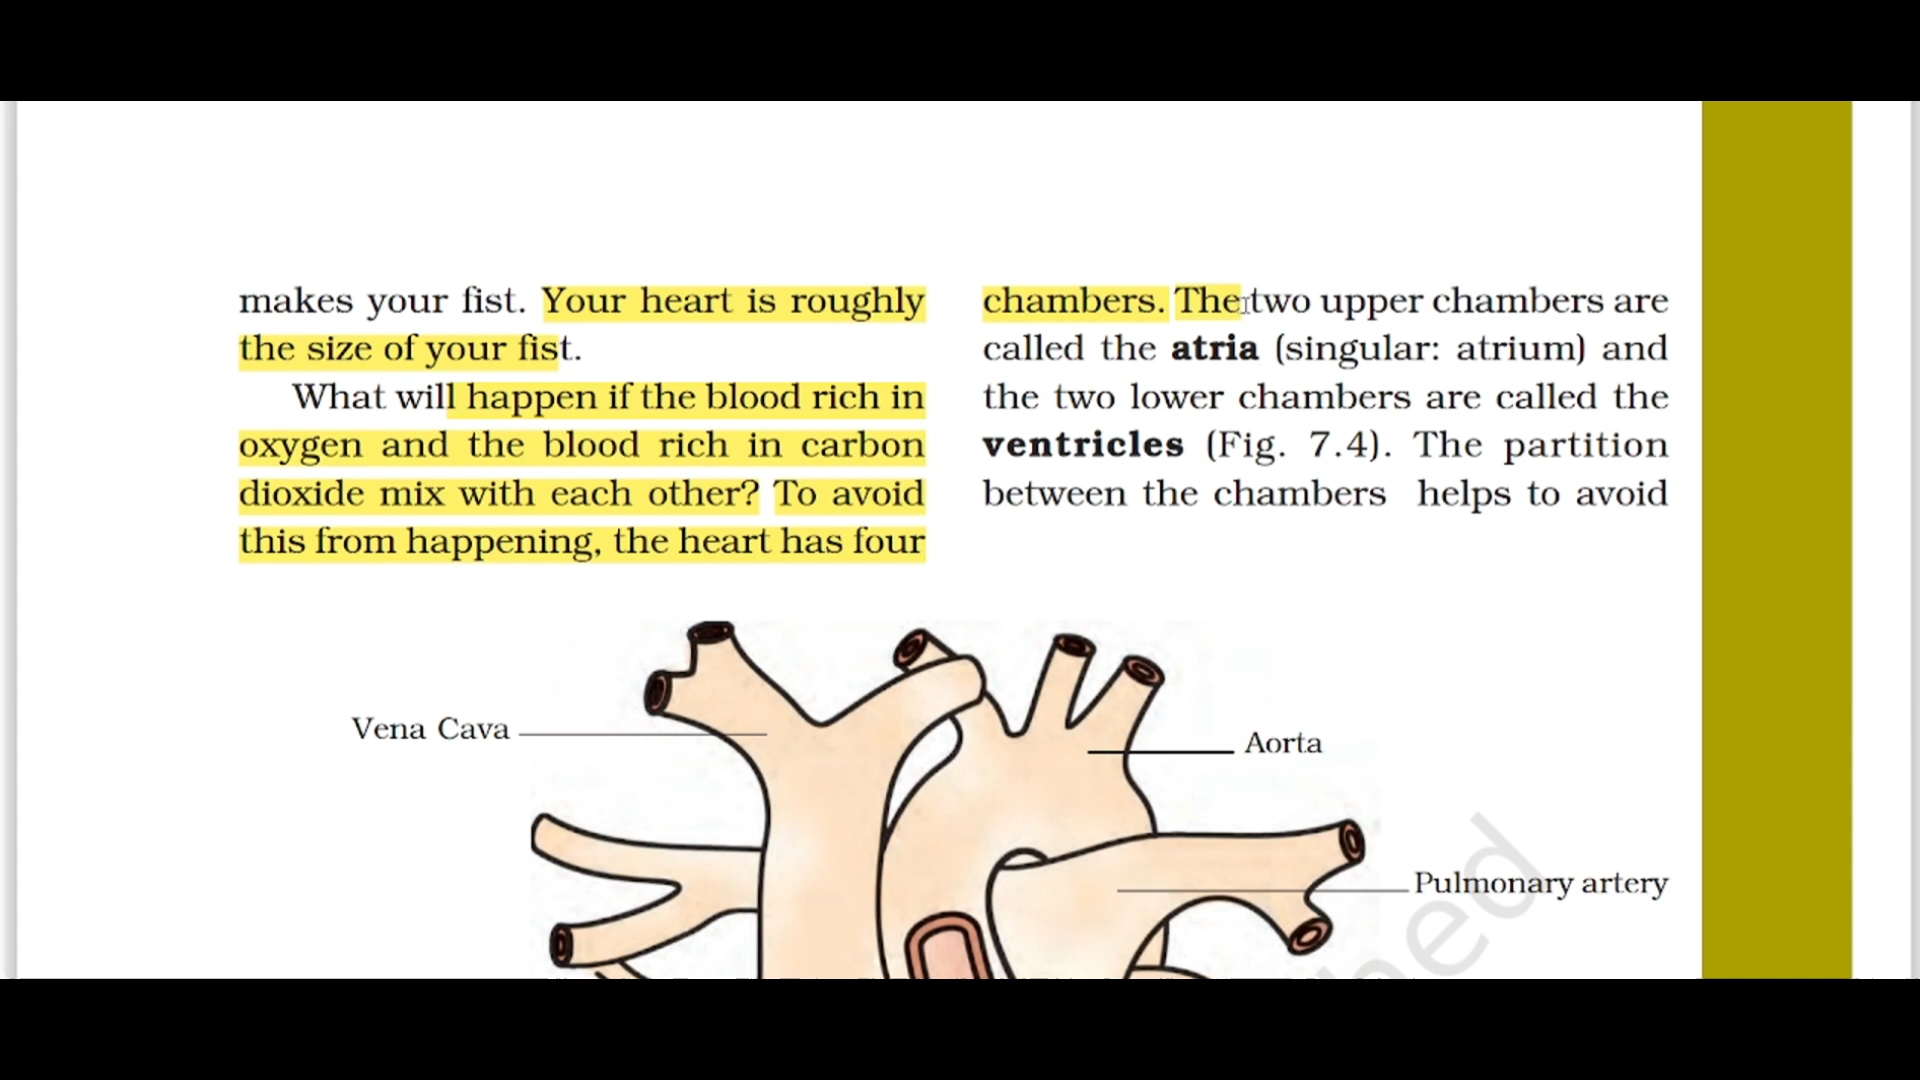 makes your fist. Your heart is roughly
the size of your fist.
What will happen if the blood rich in
oxygen and the blood rich in carbon
dioxide mix with each other? To avoid
this from happening, the heart has four
chambers. The two upper chambers are
called the atria (singular: atrium) and
the two lower chambers are called the
ventricles (Fig. 7.4). The partition
between the chambers helps to avoid
Vena Cava
Aorta
Pulmonary artery